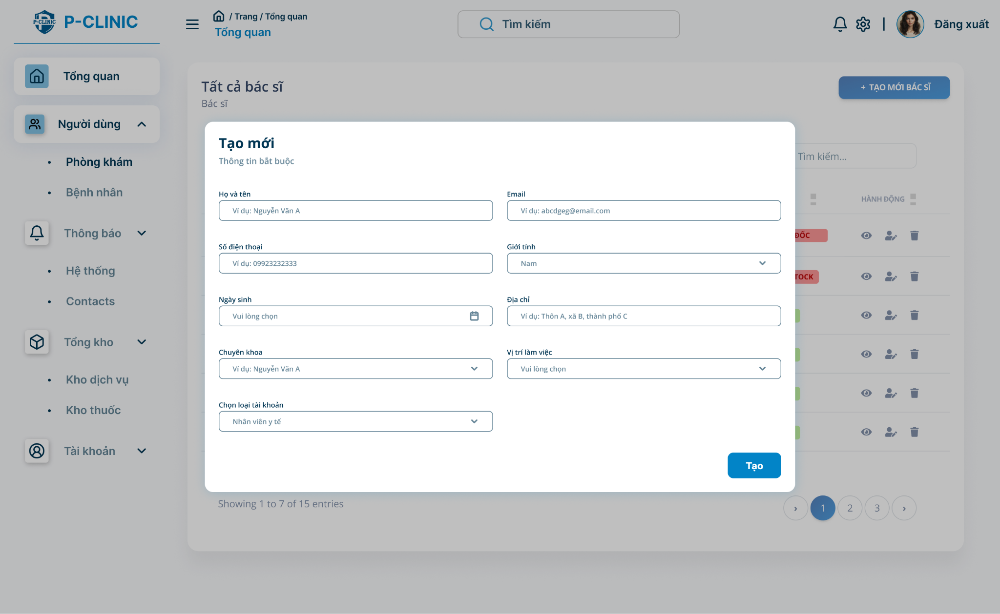 P-CLINIC
P-CLINIC
/ Trang / Tổng quan
Tổng quan
Tìm kiếm
Đăng xuất
Tổng quan
Người dùng
Phòng khám
Bệnh nhân
Thông báo
Hệ thống
Contacts
Tổng kho
Kho dịch vụ
Kho thuốc
Tài khoản
Tất cả bác sĩ
Bác sĩ
+ TẠO MỚI BÁC SĨ
Tìm kiếm...
HÀNH ĐỘNG
ĐỐC
TOCK
Tạo mới
Thông tin bắt buộc
Họ và tên
Ví dụ: Nguyễn Văn A
Email
Ví dụ: abcdgeg@email.com
Số điện thoại
Ví dụ: 09923232333
Giới tính
Nam
Ngày sinh
Vui lòng chọn
Địa chỉ
Ví dụ: Thôn A, xã B, thành phố C
Chuyên khoa
Ví dụ: Nguyễn Văn A
Vị trí làm việc
Vui lòng chọn
Chọn loại tài khoản
Nhân viên y tế
Tạo
Showing 1 to 7 of 15 entries
› 1 2 3 ›